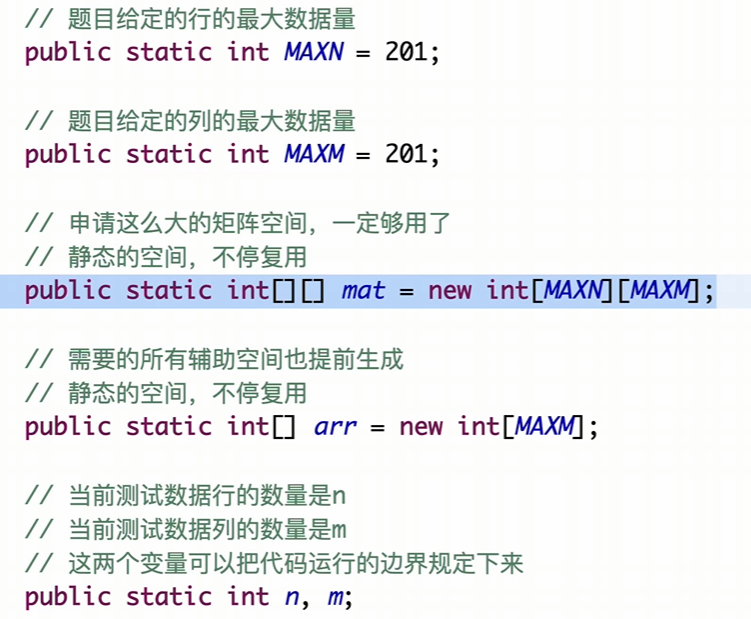 // 题目给定的行的最大数据量
public static int MAXN = 201;
// 题目给定的列的最大数据量
public static int MAXM = 201;
// 申请这么大的矩阵空间，一定够用了
// 静态的空间，不停复用
public static int[][] mat = new int[MAXN][MAXM];
// 需要的所有辅助空间也提前生成
// 静态的空间，不停复用
public static int[] arr = new int[MAXM];
// 当前测试数据行的数量是n
// 当前测试数据列的数量是m
// 这两个变量可以把代码运行的边界规定下来
public static int n, m;